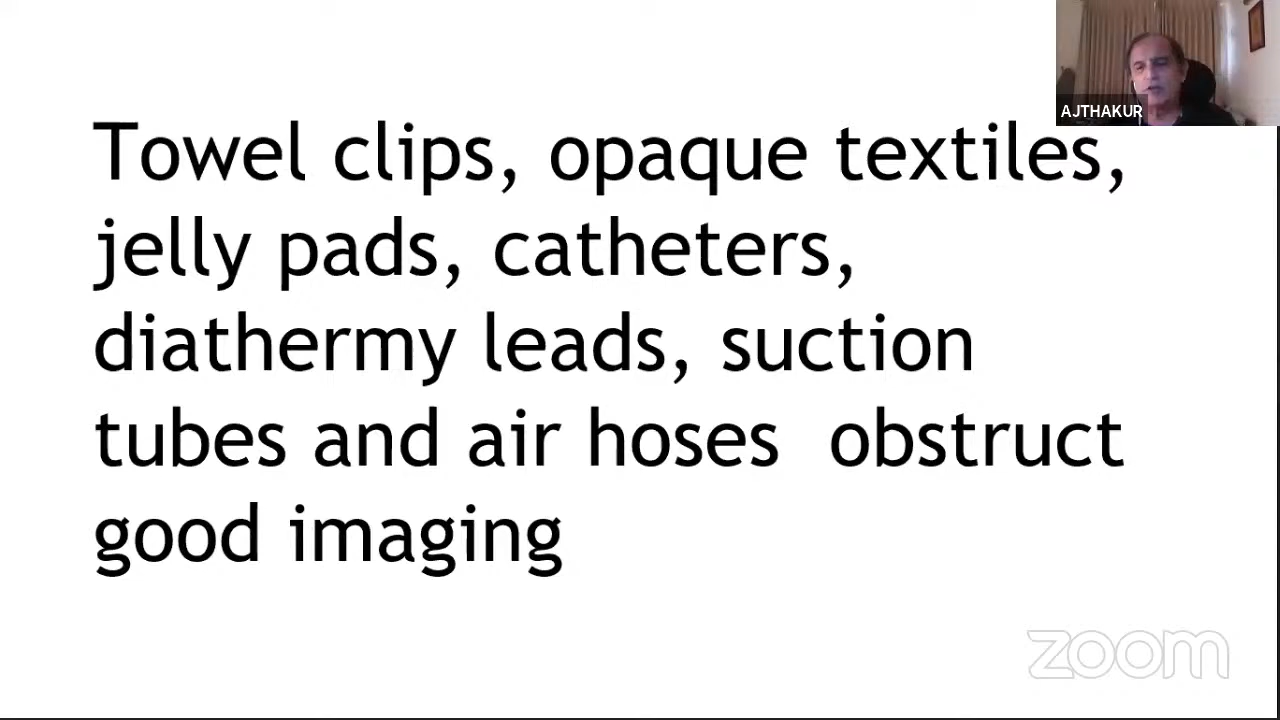 AJTHAKUR
Towel clips, opaque textiles,
jelly pads, catheters,
diathermy leads, suction
tubes and air hoses  obstruct
good imaging
zoom